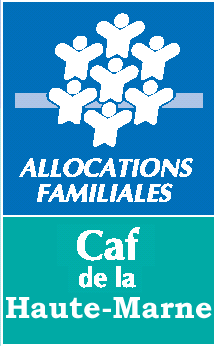 ALLOCATIONS
FAMILIALES
Caf
de la
Haute-Marne